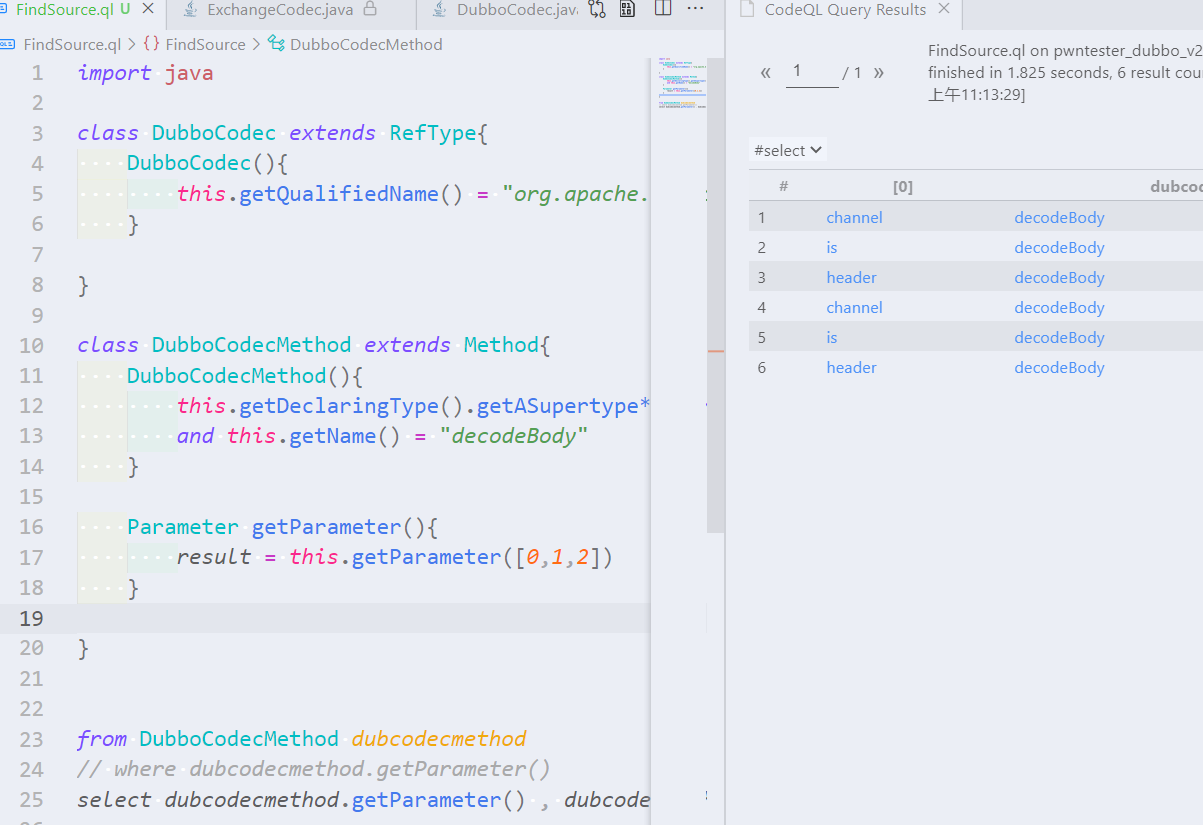 FindSource.ql U
ExchangeCodec.java
DubboCodec.java
FindSource.ql > {} FindSource > DubboCodecMethod
1 import java
2
3 class DubboCodec extends RefType{
4 DubboCodec(){
5 this.getQualifiedName() = "org.apache.
6 }
7
8 }
9
10 class DubboCodecMethod extends Method{
11 DubboCodecMethod(){
12 this.getDeclaringType().getASupertype*
13 and this.getName() = "decodeBody"
14 }
15
16 Parameter getParameter(){
17 result = this.getParameter([0,1,2])
18 }
19
20 }
21
22
23 from DubboCodecMethod dubcodecmethod
24 // where dubcodecmethod.getParameter()
25 select dubcodecmethod.getParameter() , dubcode
CodeQL Query Results
« 1 / 1 »
FindSource.ql on pwntester_dubbo_v2
finished in 1.825 seconds, 6 result cou
上午11:13:29]
#select
# [0] dubcod
1 channel decodeBody
2 is decodeBody
3 header decodeBody
4 channel decodeBody
5 is decodeBody
6 header decodeBody